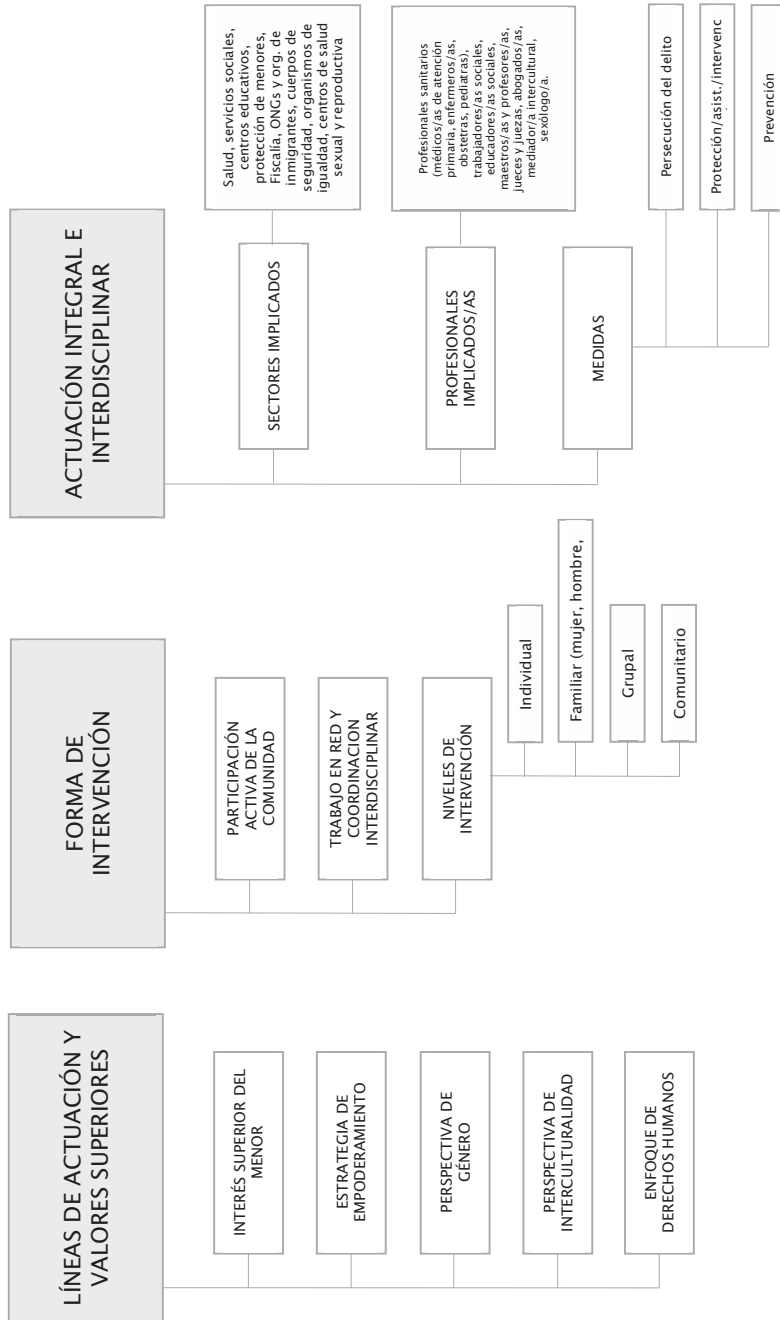 LÍNEAS DE ACTUACIÓN Y
VALORES SUPERIORES
INTERÉS SUPERIOR DEL
MENOR
ESTRATEGIA DE
EMPODERAMIENTO
PERSPECTIVA DE
GÉNERO
PERSPECTIVA DE
INTERCULTURALIDAD
ENFOQUE DE
DERECHOS HUMANOS
FORMA DE
INTERVENCIÓN
PARTICIPACIÓN
ACTIVA DE LA
COMUNIDAD
TRABAJO EN RED Y
COORDINACION
INTERDISCIPLINAR
NIVELES DE
INTERVENCIÓN
Individual
Familiar (mujer, hombre,
Grupal
Comunitario
ACTUACIÓN INTEGRAL E
INTERDISCIPLINAR
SECTORES IMPLICADOS
Salud, servicios sociales,
centros educativos,
protección de menores,
Fiscalía, ONGs y org. de
inmigrantes, cuerpos de
seguridad, organismos de
igualdad, centros de salud
sexual y reproductiva
PROFESIONALES
IMPLICADOS/AS
Profesionales sanitarios
(médicos/as de atención
primaria, enfermeros/as,
obstetras, pediatras),
trabajadores/as sociales,
educadores/as sociales,
maestros/as y profesores/as,
jueces y juezas, abogados/as,
mediador/a intercultural,
sexólogo/a.
MEDIDAS
Persecución del delito
Protección/asist./intervenc
Prevención